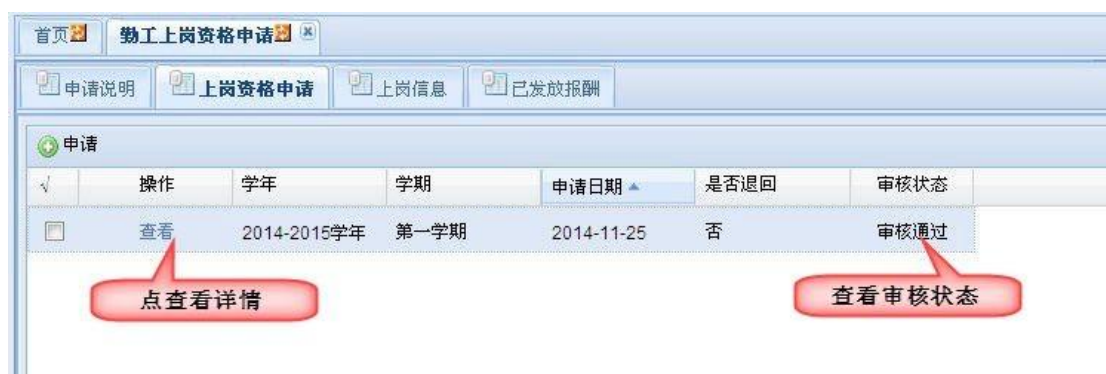 首页 勤工上岗资格申请
申请说明 上岗资格申请 上岗信息 已发放报酬
申请
√ 操作 学年 学期 申请日期 是否退回 审核状态
查看 2014-2015学年 第一学期 2014-11-25 否 审核通过
点查看详情 查看审核状态